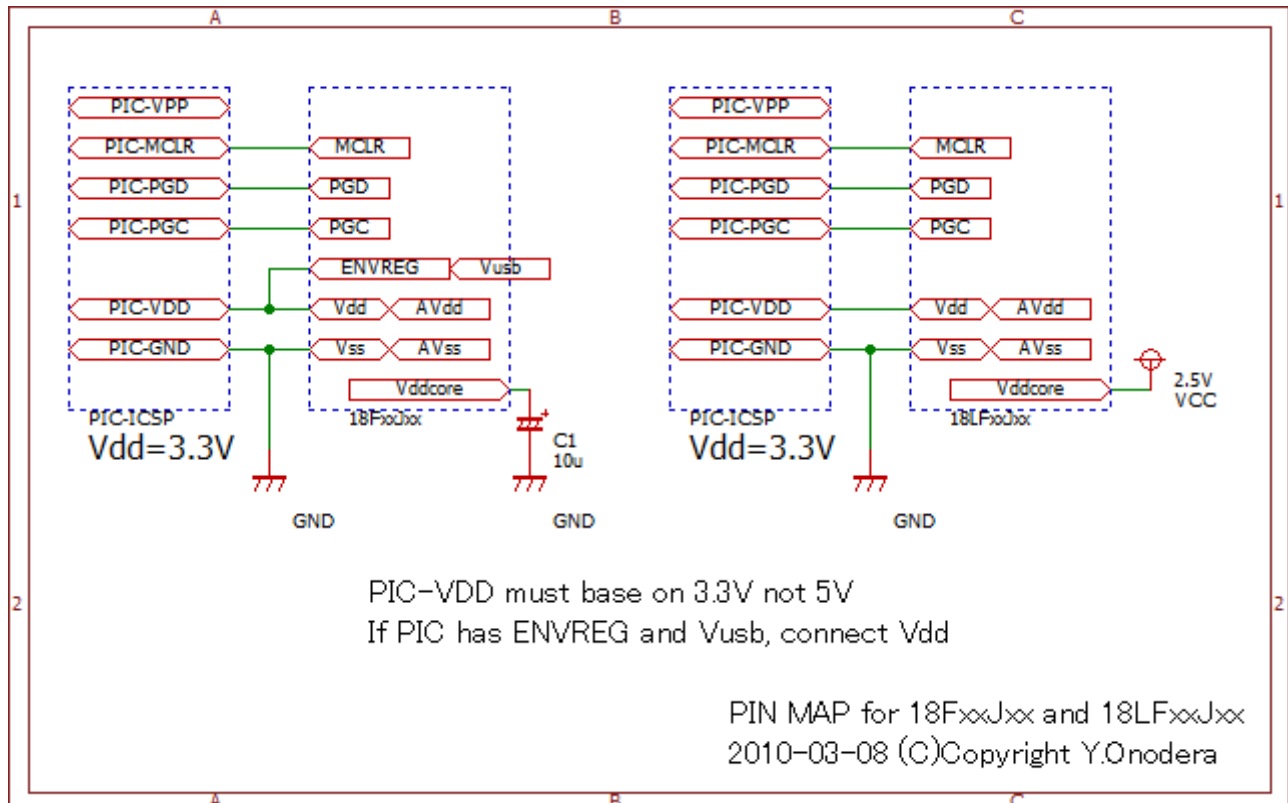 A B C
1 1
PIC-VPP
PIC-MCLR MCLR
PIC-PGD PGD
PIC-PGC PGC
ENVREG Vusb
PIC-VDD Vdd AVdd
PIC-GND Vss AVss
Vddcore
PIC-ICSP 18FxxJxx
Vdd=3.3V
C1
10u
GND GND
PIC-VPP
PIC-MCLR MCLR
PIC-PGD PGD
PIC-PGC PGC
PIC-VDD Vdd AVdd
PIC-GND Vss AVss
Vddcore
2.5V
VCC
PIC-ICSP 18LFxxJxx
Vdd=3.3V
GND
2 2
PIC-VDD must base on 3.3V not 5V
If PIC has ENVREG and Vusb, connect Vdd
PIN MAP for 18FxxJxx and 18LFxxJxx
2010-03-08 (C)Copyright Y.Onodera
A B C